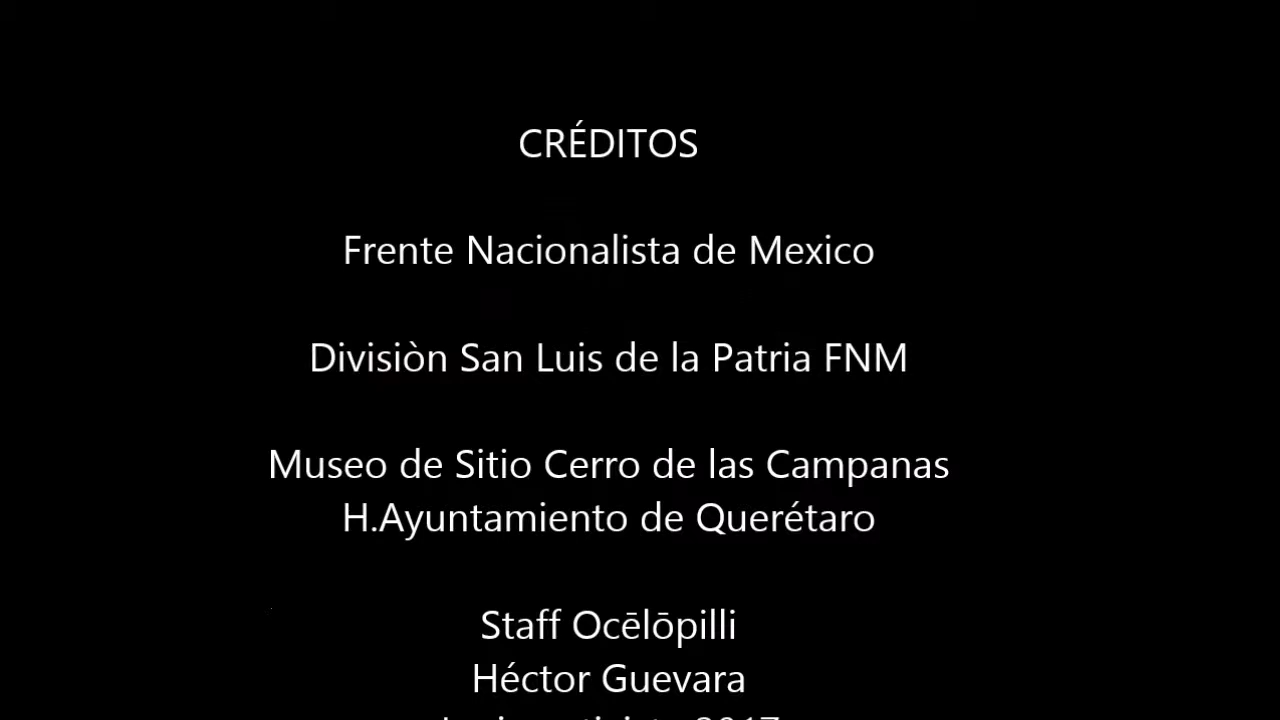 CRÉDITOS
Frente Nacionalista de Mexico
Divisiòn San Luis de la Patria FNM
Museo de Sitio Cerro de las Campanas
H.Ayuntamiento de Querétaro
Staff Ocēlōpilli
Héctor Guevara